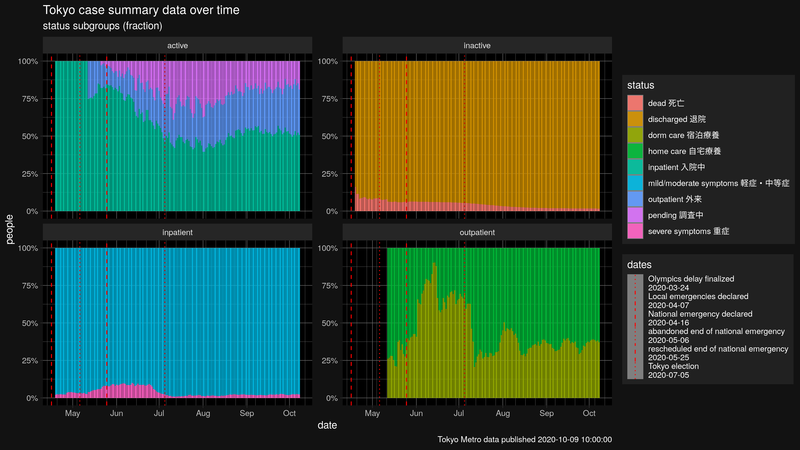 Tokyo case summary data over time
status subgroups (fraction)
active
inactive
100%
75%
50%
25%
0%
100%
75%
50%
25%
0%
inpatient
outpatient
100%
75%
50%
25%
0%
100%
75%
50%
25%
0%
May Jun Jul Aug Sep Oct
May Jun Jul Aug Sep Oct
people
date
status
dead 死亡
discharged 退院
dorm care 宿泊療養
home care 自宅療養
inpatient 入院中
mild/moderate symptoms 軽症・中等症
outpatient 外来
pending 調査中
severe symptoms 重症
dates
Olympics delay finalized
2020-03-24
Local emergencies declared
2020-04-07
National emergency declared
2020-04-16
abandoned end of national emergency
2020-05-06
rescheduled end of national emergency
2020-05-25
Tokyo election
2020-07-05
Tokyo Metro data published 2020-10-09 10:00:00